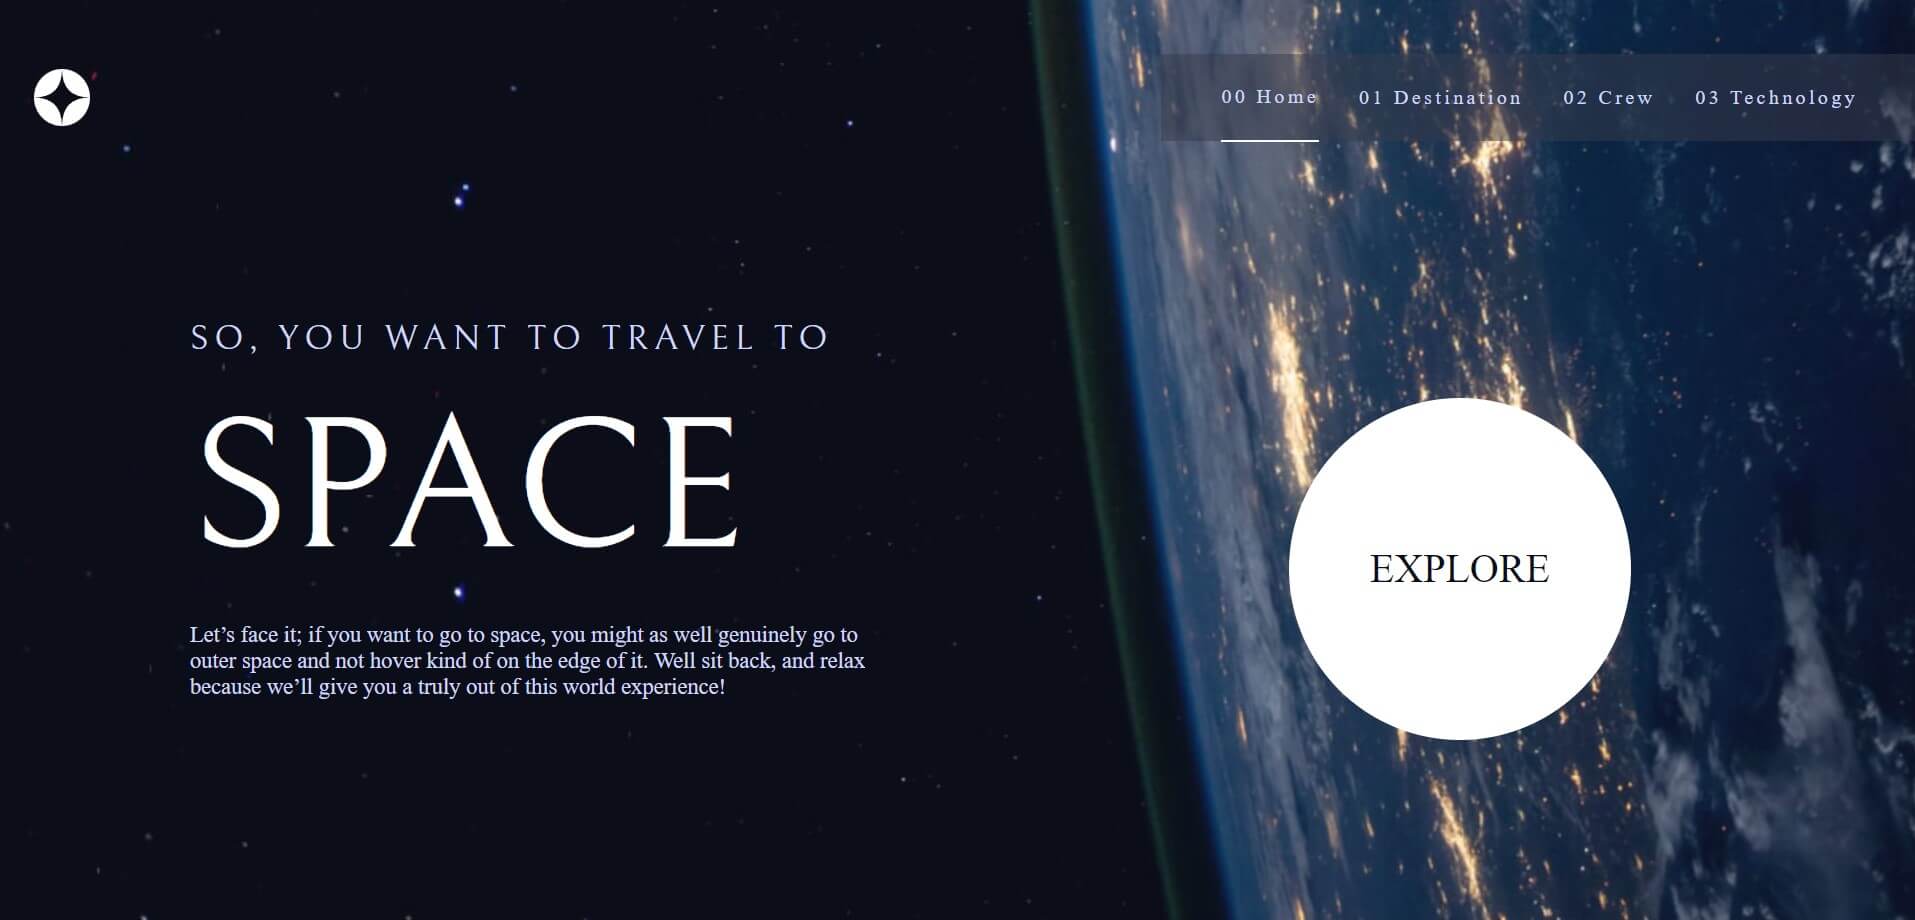 00 Home 01 Destination 02 Crew 03 Technology
SO, YOU WANT TO TRAVEL TO
SPACE
Let’s face it; if you want to go to space, you might as well genuinely go to
outer space and not hover kind of on the edge of it. Well sit back, and relax
because we’ll give you a truly out of this world experience!
EXPLORE